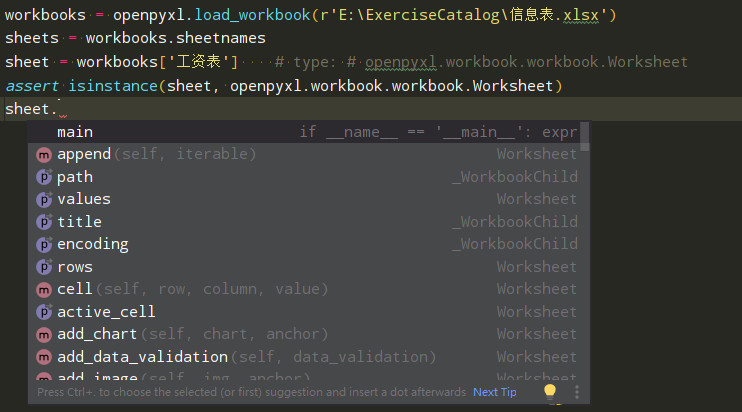 workbooks = openpyxl.load_workbook(r'E:\ExerciseCatalog\信息表.xlsx')
sheets = workbooks.sheetnames
sheet = workbooks['工资表']    # type: # openpyxl.workbook.workbook.Worksheet
assert isinstance(sheet, openpyxl.workbook.workbook.Worksheet)
sheet.
main if __name__ == '__main__': expr
m append(self, iterable) Worksheet
p path _WorkbookChild
p values Worksheet
p title _WorkbookChild
p encoding _WorkbookChild
p rows Worksheet
m cell(self, row, column, value) Worksheet
p active_cell Worksheet
m add_chart(self, chart, anchor) Worksheet
m add_data_validation(self, data_validation) Worksheet
m add_image(self, img, anchor) Worksheet
Press Ctrl+. to choose the selected (or first) suggestion and insert a dot afterwards Next Tip